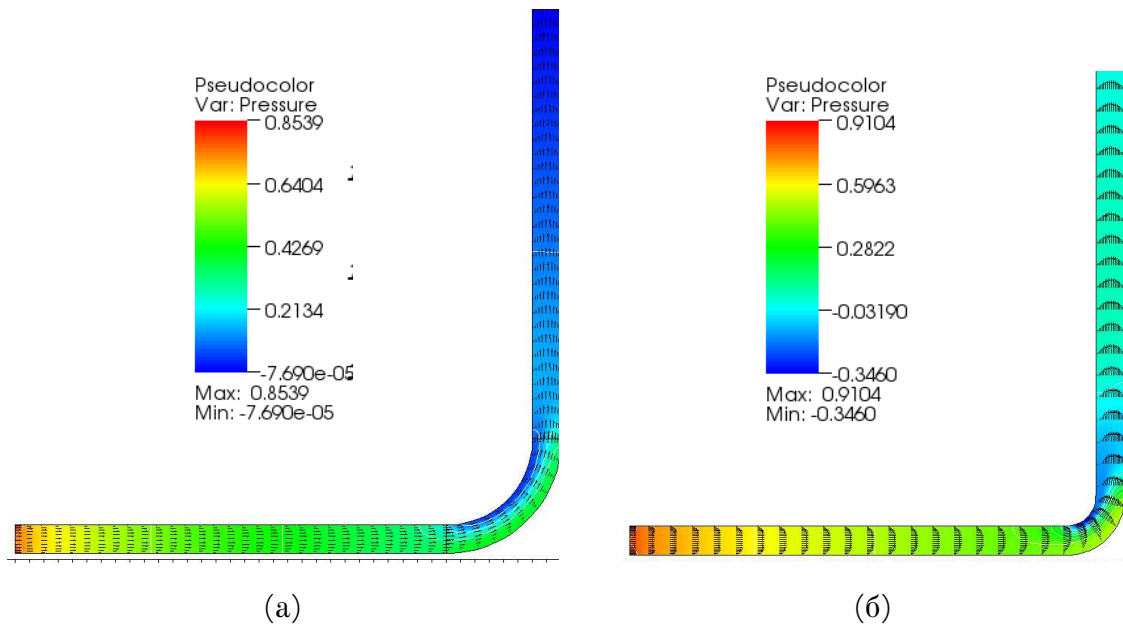 Pseudocolor
Var: Pressure
0.8539
0.6404
0.4269
0.2134
-7.690e-05
Max: 0.8539
Min: -7.690e-05
(а)
Pseudocolor
Var: Pressure
0.9104
0.5963
0.2822
-0.03190
-0.3460
Max: 0.9104
Min: -0.3460
(б)